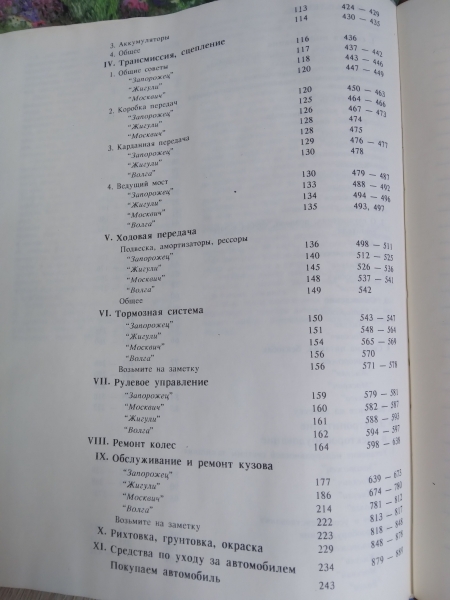 3. Аккумуляторы 113 424 – 429
4. Общее 114 430 – 435
IV. Трансмиссия, сцепление
1. Общие советы 116 436
"Запорожец" 117 437 – 442
"Жигули" 118 443 – 446
"Москвич" 120 447 – 449
2. Коробка передач
"Запорожец" 120 450 – 463
"Жигули" 125 464 – 466
"Москвич" 126 467 – 473
3. Карданная передача 128 474
"Запорожец" 128 475
"Жигули" 129 476 – 477
"Волга" 130 478
4. Ведущий мост
"Запорожец" 130 479 – 487
"Жигули" 133 488 – 492
"Москвич" 134 494 – 496
"Волга" 135 493, 497
V. Ходовая передача
Подвеска, амортизаторы, рессоры
"Запорожец" 136 498 – 511
"Жигули" 140 512 – 525
"Москвич" 145 526 – 536
"Волга" 148 537 – 541
Общее 149 542
VI. Тормозная система
"Запорожец" 150 543 – 547
"Жигули" 151 548 – 564
"Москвич" 154 565 – 569
"Волга" 156 570
Возьмите на заметку 156 571 – 578
VII. Рулевое управление
"Запорожец" 159 579 – 581
"Москвич" 160 582 – 587
"Жигули" 161 588 – 593
"Волга" 162 594 – 597
VIII. Ремонт колес 164 598 – 638
IX. Обслуживание и ремонт кузова
"Запорожец" 177 639 – 673
"Жигули" 186 674 – 780
"Москвич" 214 781 – 812
"Волга" 222 813 – 817
Возьмите на заметку 223 818 – 848
X. Рихтовка, грунтовка, окраска 229 848 –
XI. Средства по уходу за автомобилем 234 879 –
Покупаем автомобиль 243